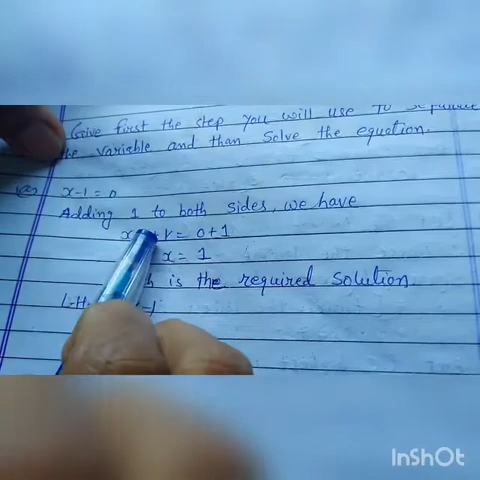 Give first the step you will use to
the variable and than solve the equation.
(a) x-1=0
Adding 1 to both sides, we have
x = 0+1
x = 1
is the required solution.
L.H.
InShOt